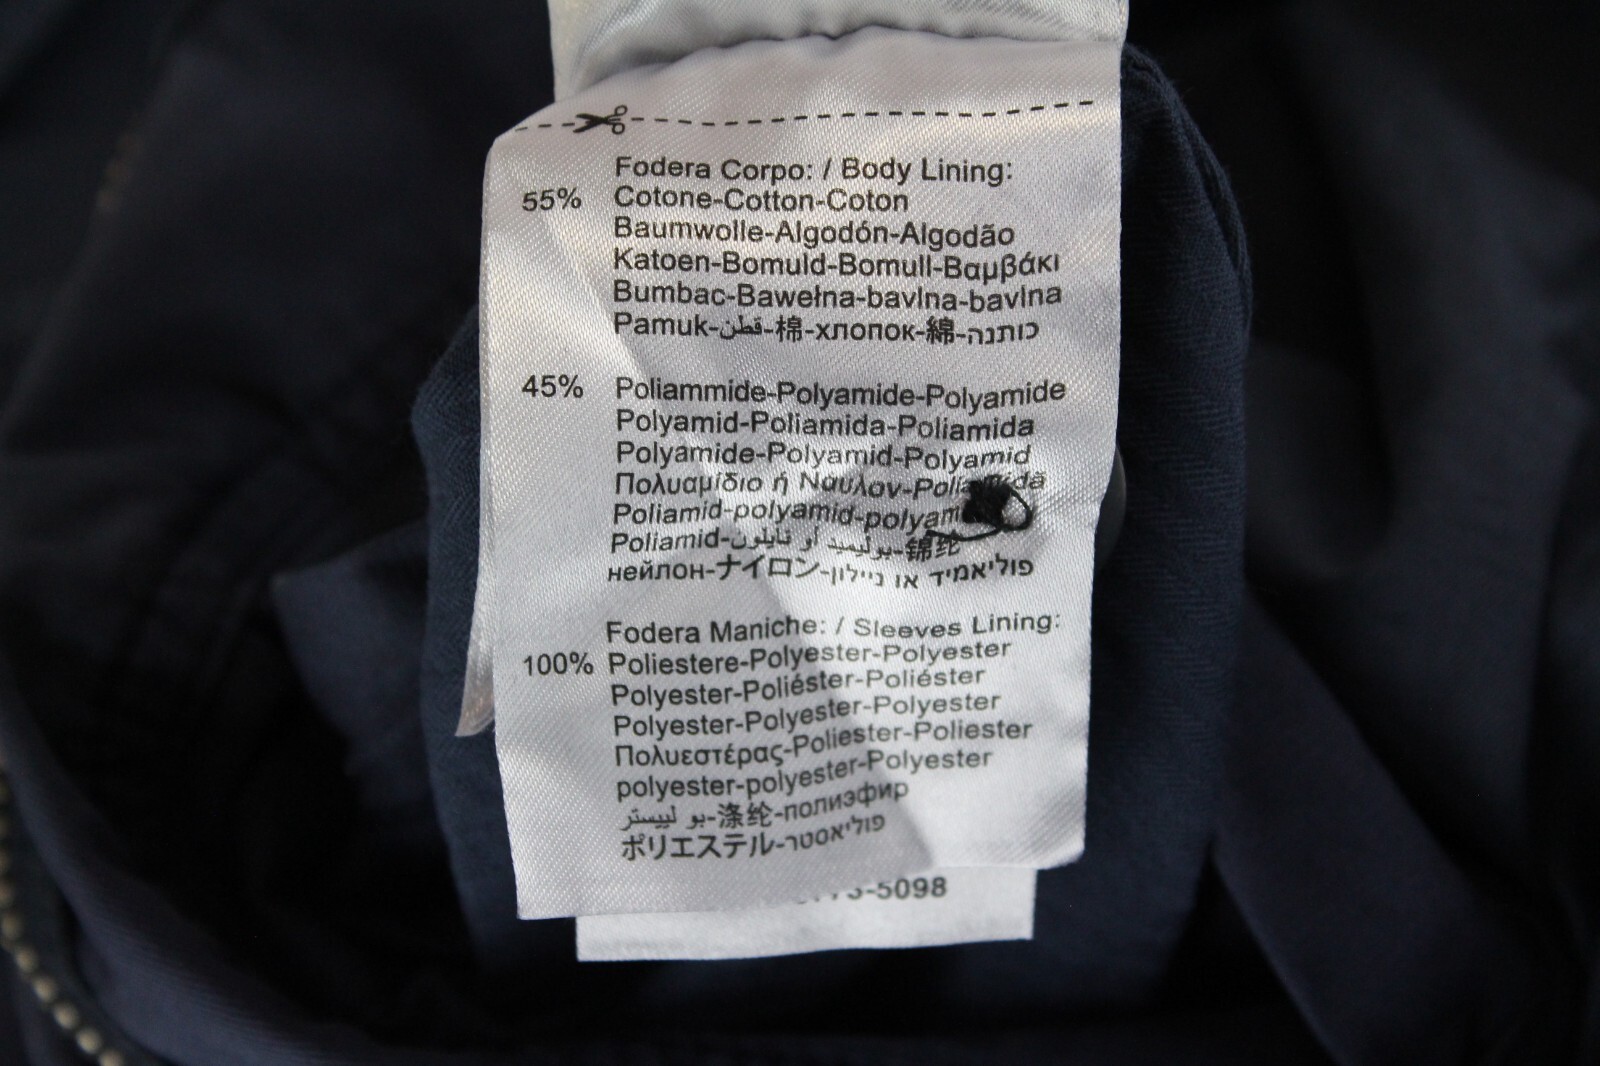 Fodera Corpo: / Body Lining:
55% Cotone-Cotton-Coton
Baumwolle-Algodón-Algodão
Katoen-Bomuld-Bomull-Βαμβάκι
Bumbac-Bawełna-bavlna-bavlna
Pamuk-قطن-棉-хлопок-綿-כותנה
45% Poliammide-Polyamide-Polyamide
Polyamid-Poliamida-Poliamida
Polyamide-Polyamid-Polyamid
Πολυαμίδιο ή Ναυλον-
Poliamid-polyamid-
Poliamid-بوليميد أو نايلون-锦纶
нейлон-ナイロン-פוליאמיד או ניילון
Fodera Maniche: / Sleeves Lining:
100% Poliestere-Polyester-Polyester
Polyester-Poliéster-Poliéster
Polyester-Polyester-Polyester
Πολυεστέρας-Poliester-Poliester
polyester-polyester-Polyester
بو لييستر-涤纶-полиэфир
ポリエステル-פוליאסטר
-5098